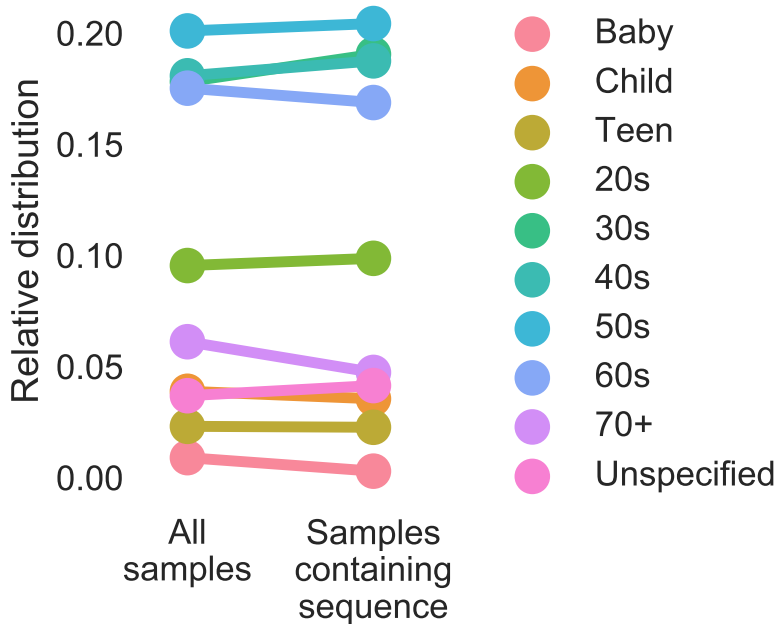 Relative distribution
0.20
0.15
0.10
0.05
0.00
All
samples
Samples
containing
sequence
Baby
Child
Teen
20s
30s
40s
50s
60s
70+
Unspecified